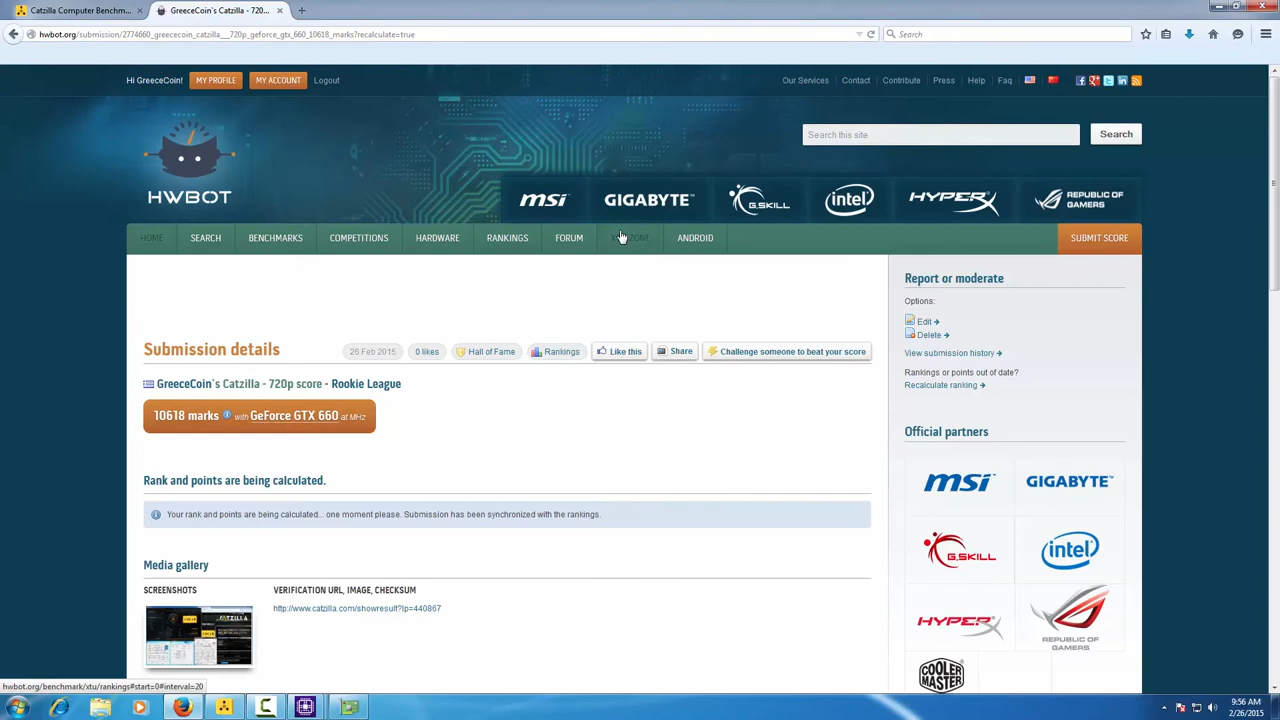 Catzilla Computer Benchm... ×
GreeceCoin's Catzilla - 720p... ×
hwbot.org/submission/2774660_greececoin_catzilla__720p_geforce_gtx_660_10618_marks?recalculate=true
Search
Hi GreeceCoin!
MY PROFILE
MY ACCOUNT
Logout
Our Services
Contact
Contribute
Press
Help
Faq
Search this site.
Search
HWBOT
msi
GIGABYTE™
G.SKILL
intel
HYPERX
REPUBLIC OF
GAMERS
HOME
SEARCH
BENCHMARKS
COMPETITIONS
HARDWARE
RANKINGS
FORUM
ANDROID
SUBMIT SCORE
Submission details
26 Feb 2015
0 likes
Hall of Fame
Rankings
Like this
Share
Challenge someone to beat your score
GreeceCoin`s Catzilla - 720p score - Rookie League
10618 marks with GeForce GTX 660 at MHz
Rank and points are being calculated.
Your rank and points are being calculated... one moment please. Submission has been synchronized with the rankings.
Media gallery
SCREENSHOTS
VERIFICATION URL, IMAGE, CHECKSUM
http://www.catzilla.com/showresult?lp=440867
Report or moderate
Options:
Edit
Delete
View submission history
Rankings or points out of date?
Recalculate ranking
Official partners
msi
GIGABYTE™
G.SKILL
intel
HYPERX
REPUBLIC OF
GAMERS
COOLER
MASTER
hwbot.org/benchmark/xtu/rankings#start=0#interval=20
9:56 AM
2/26/2015